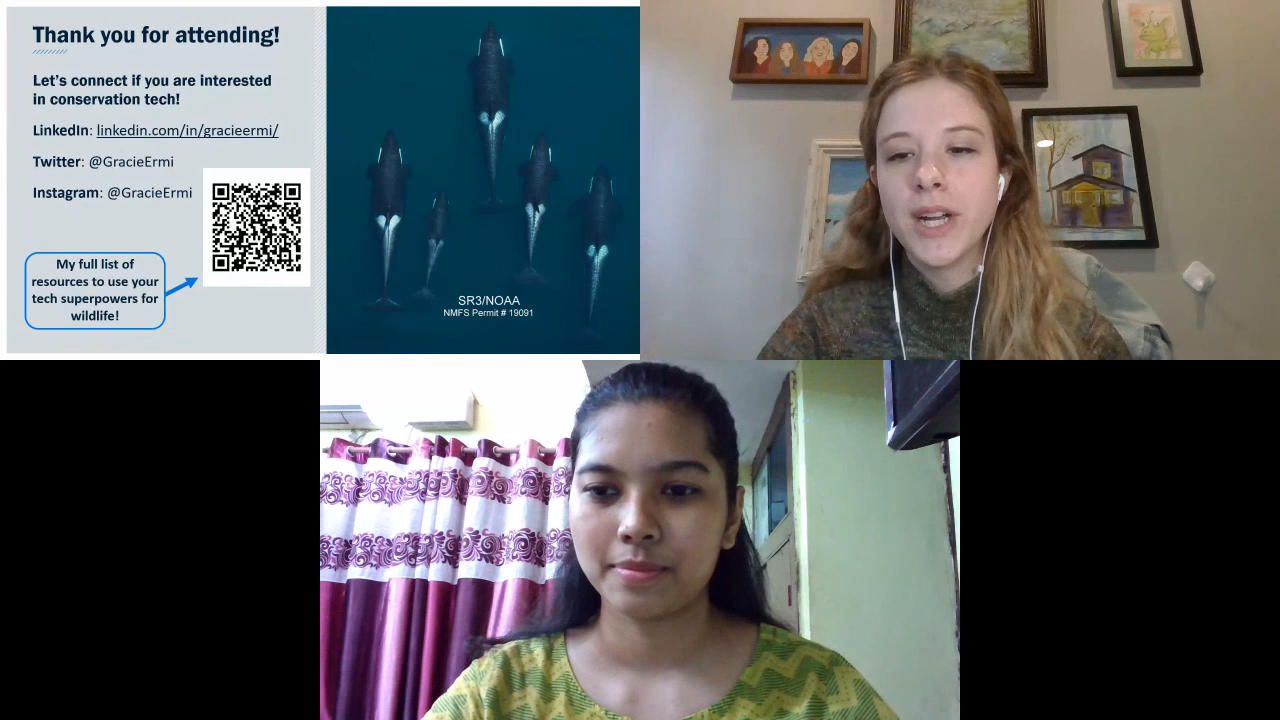 Thank you for attending!
Let's connect if you are interested
in conservation tech!
LinkedIn: linkedin.com/in/gracieermi/
Twitter: @GracieErmi
Instagram: @GracieErmi
My full list of
resources to use your
tech superpowers for
wildlife!
SR3/NOAA
NMFS Permit # 19091